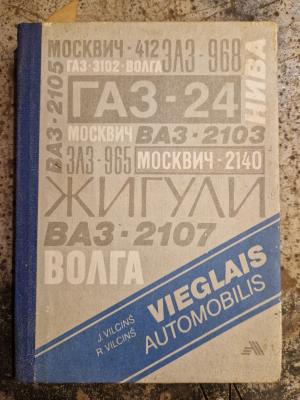 МОСКВИЧ·412 ЗАЗ-968
ГАЗ·3102·ВОЛГА
НИВА
ВАЗ·2105
ГАЗ-24
МОСКВИЧ ВАЗ·2103
ЗАЗ-965 МОСКВИЧ·2140
ЖИГУЛИ
ВАЗ·2107
ВОЛГА
J. VILCIŅŠ
R. VILCIŅŠ
VIEGLAIS
AUTOMOBILIS